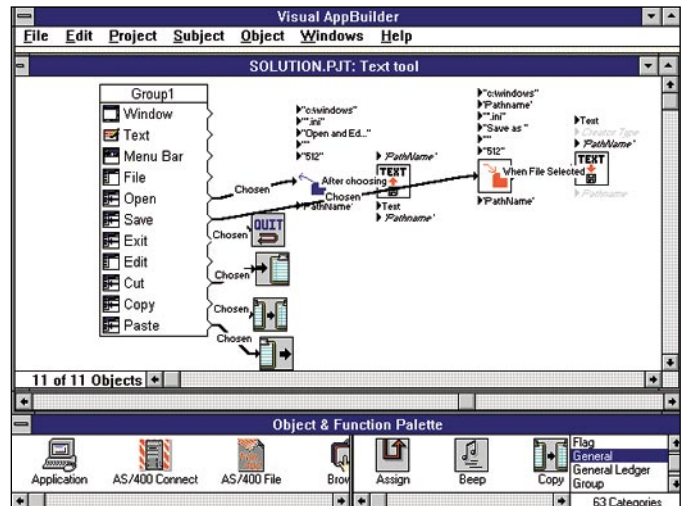 Visual AppBuilder
File Edit Project Subject Object Windows Help
SOLUTION.PJT: Text tool
Group1
Window
Text
Menu Bar
File
Open
Save
Exit
Edit
Cut
Copy
Paste
"c:\windows"
"".ini"
"Open and Ed..."
""
"512"
After choosing
'PathName'
'PathName'
TEXT
Text
'Pathname'
"c:\windows"
'Pathname'
"".ini"
"Save as "
""
"512"
When File Selected
'PathName'
Text
Creator Type
'PathName'
TEXT
Pathname
Chosen
Chosen
Chosen
QUIT
Chosen
Chosen
Chosen
11 of 11 Objects
Object & Function Palette
Application
AS/400 Connect
AS/400 File
Brow
Assign
Beep
Copy
Flag
General
General Ledger
Group
63 Categories